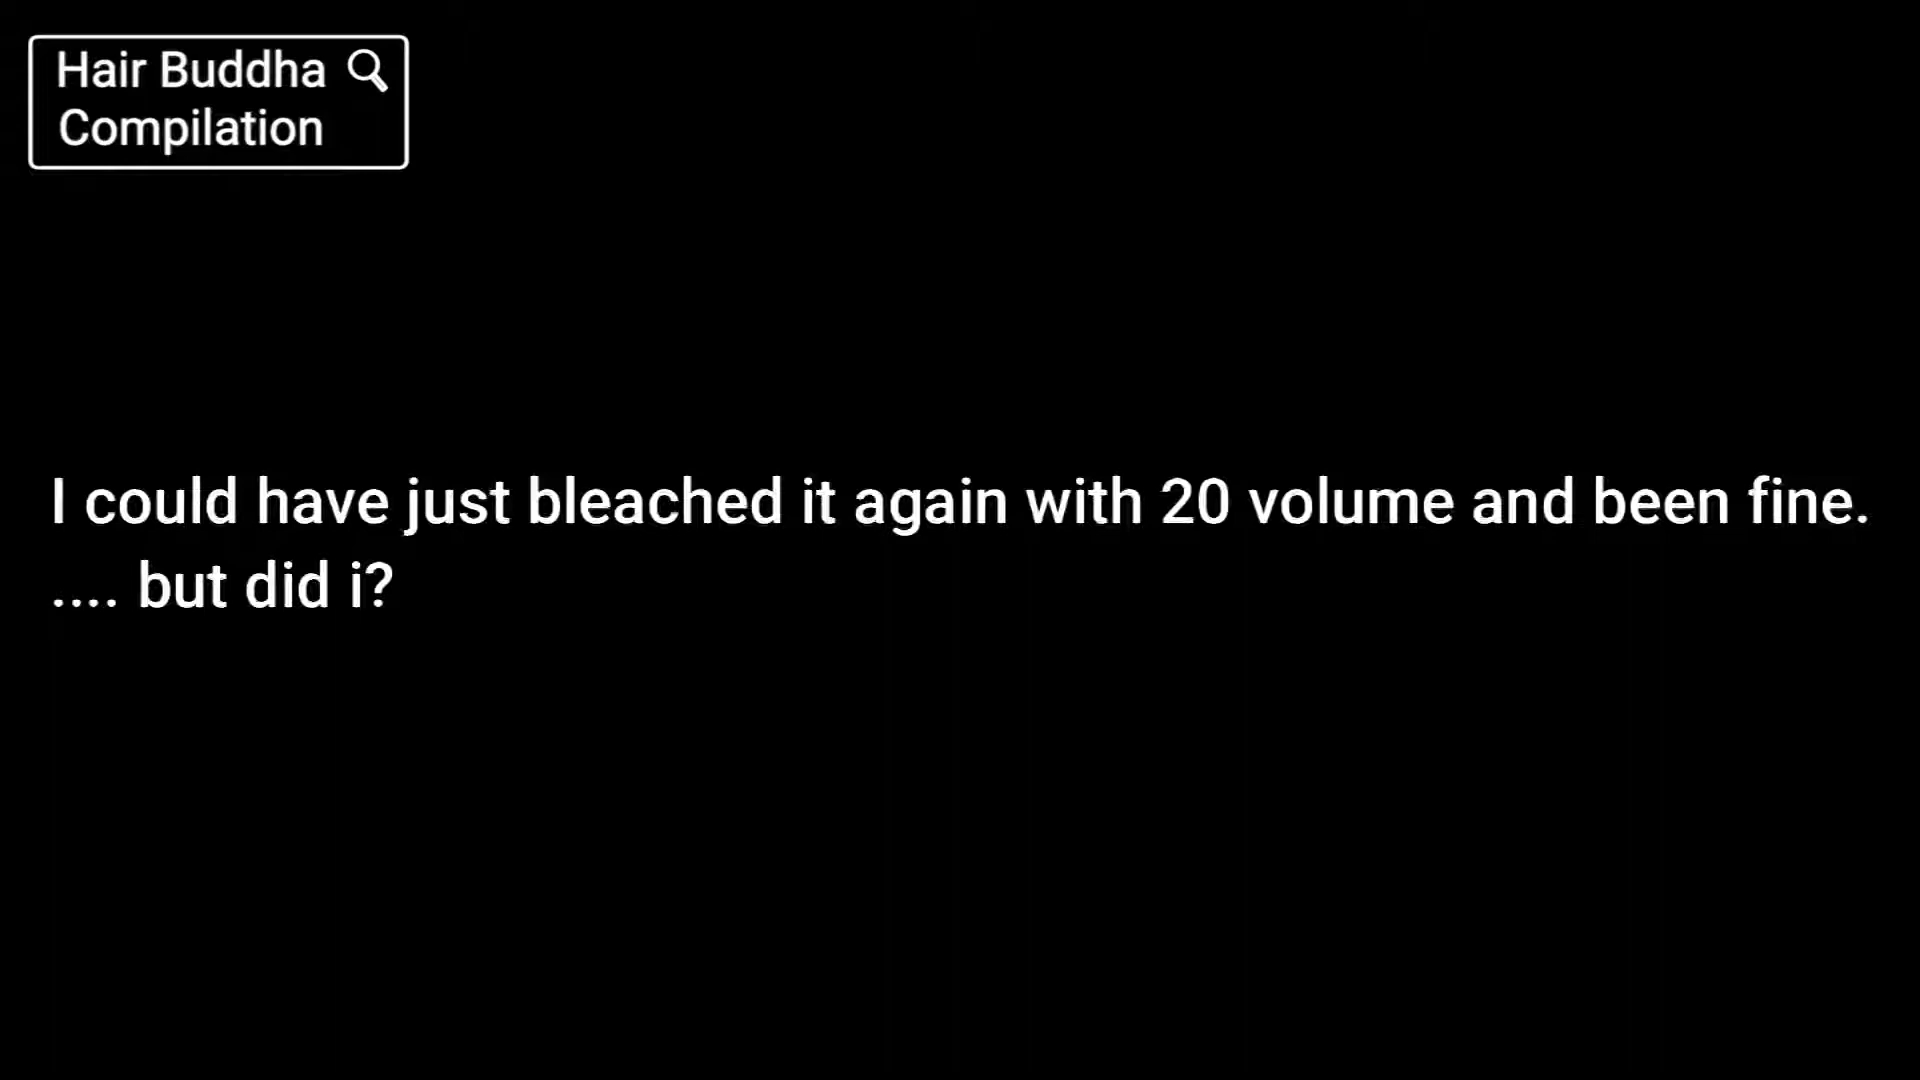 Hair Buddha
Compilation
I could have just bleached it again with 20 volume and been fine.
.... but did i?